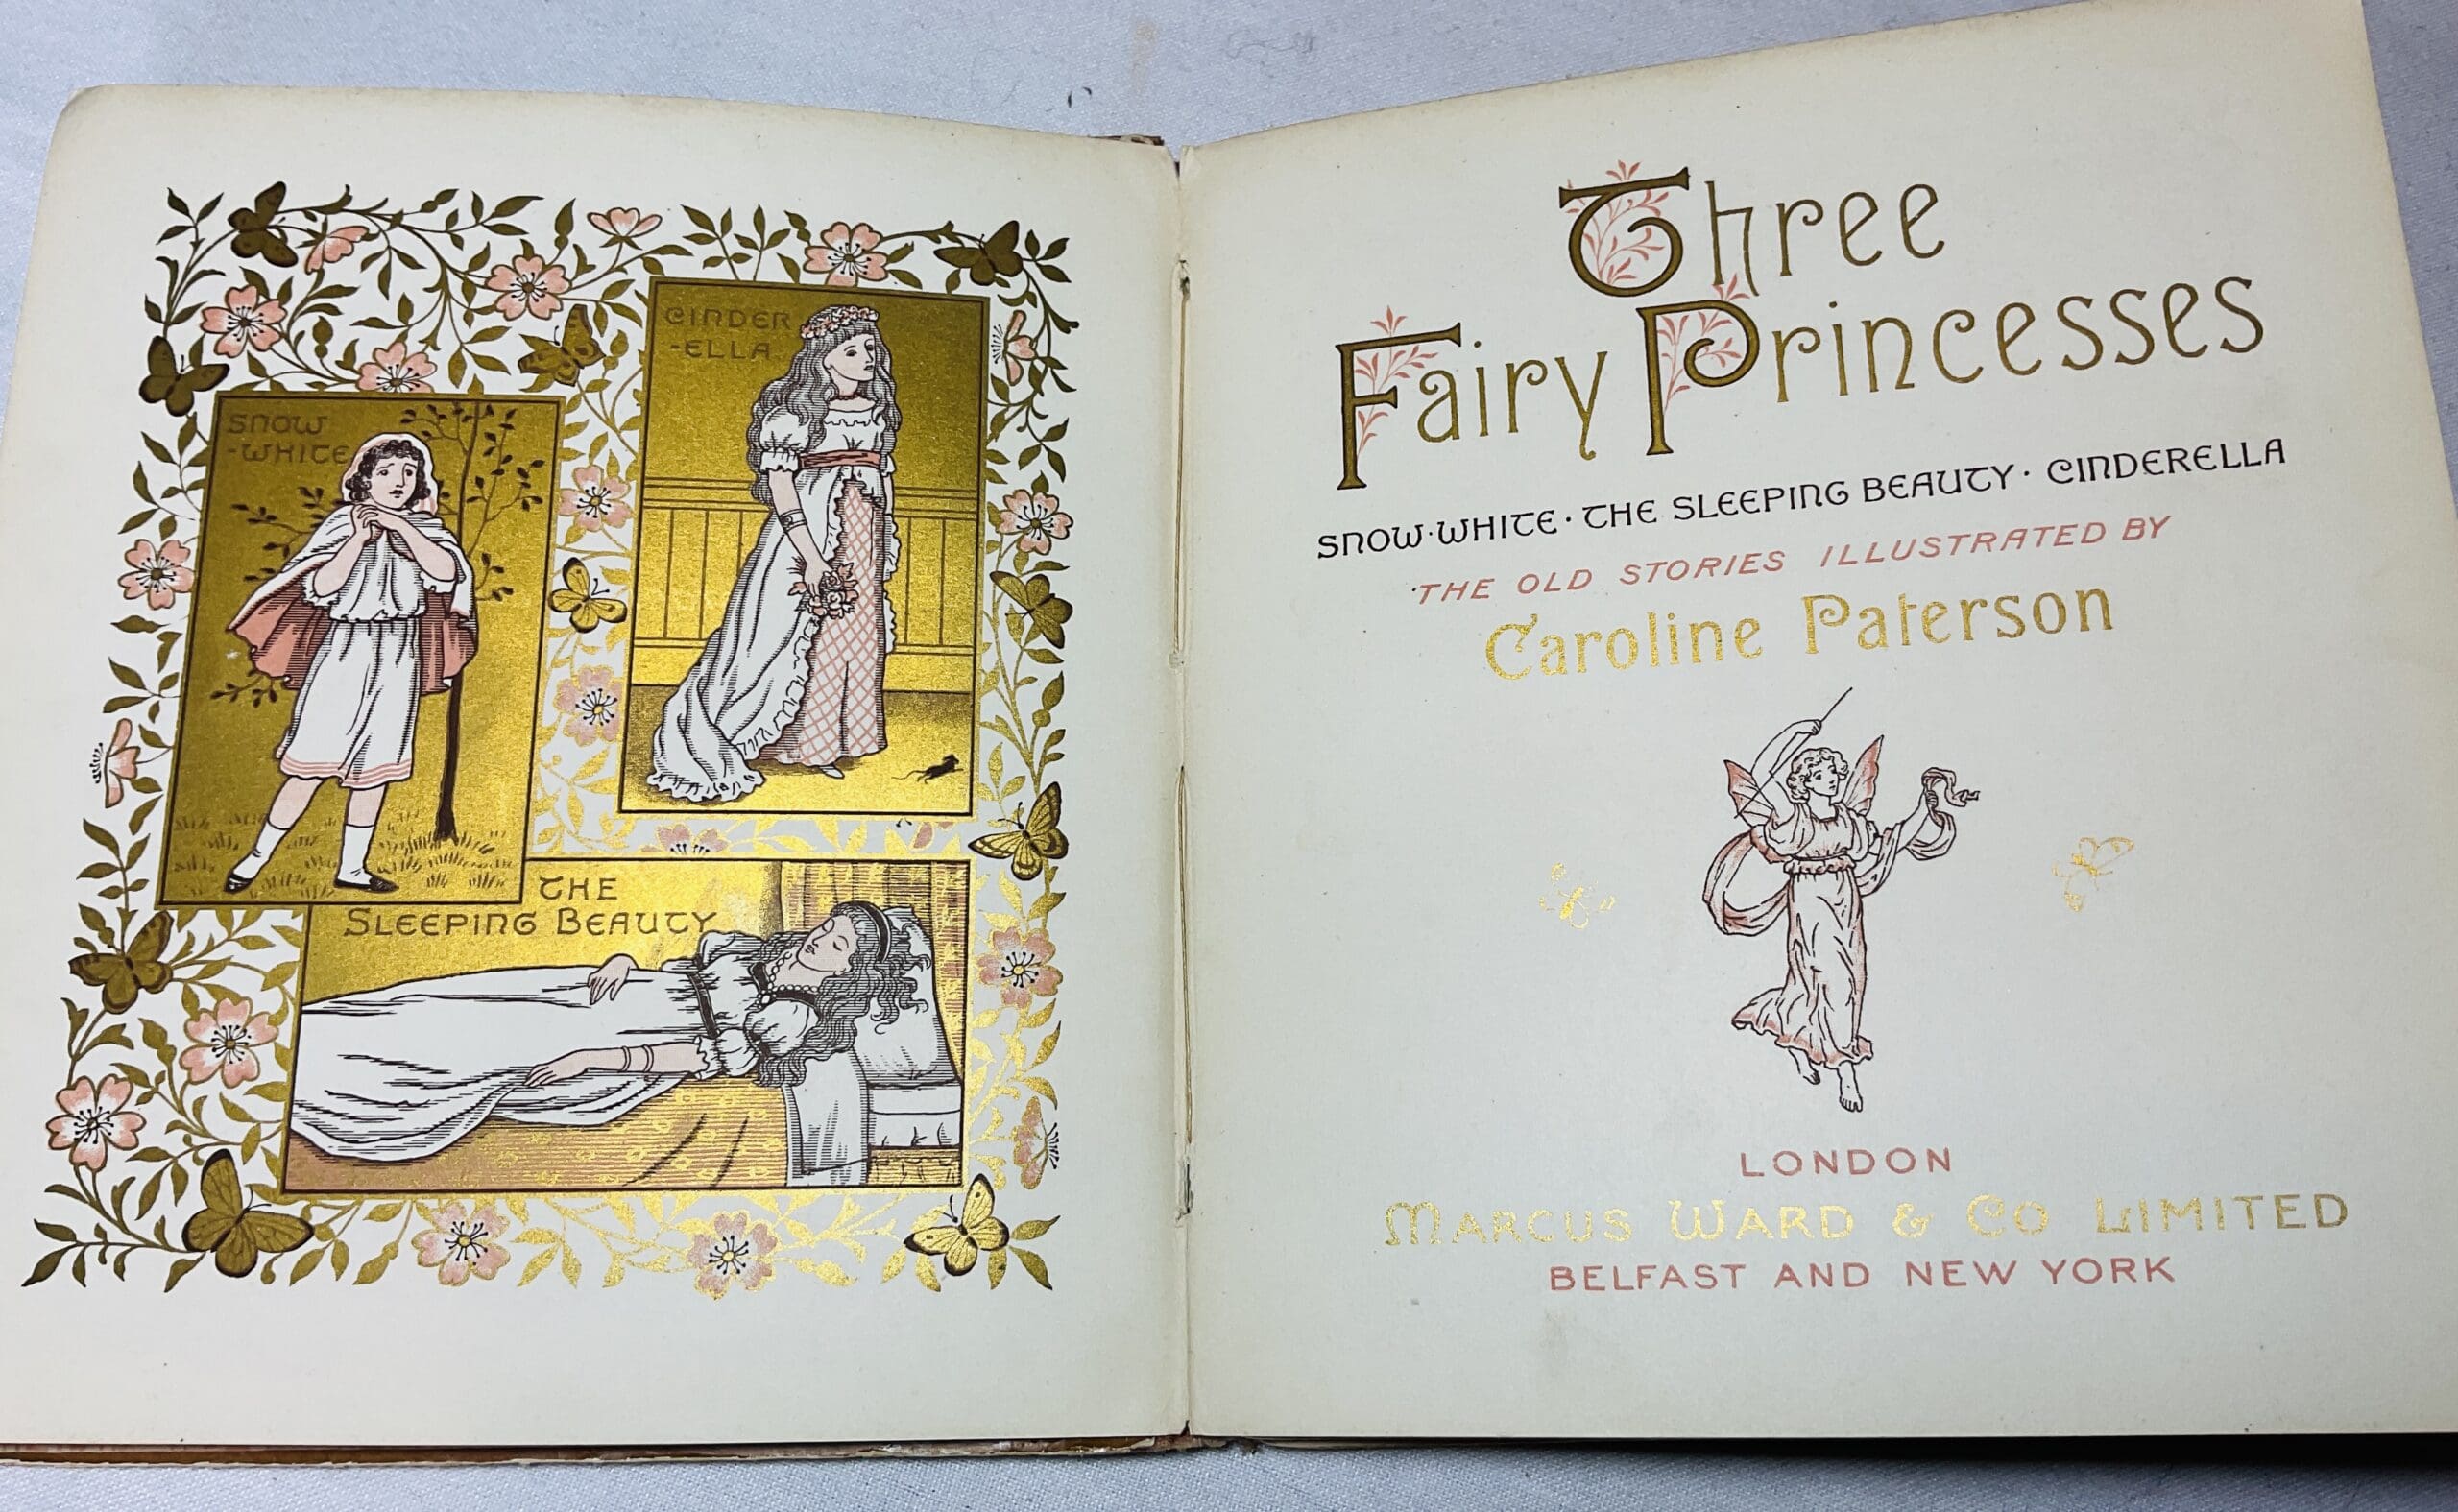 CINDER
-ELLA
SNOW
-WHITE
THE
SLEEPING BEAUTY
Three
Fairy Princesses
SNOW·WHITE · THE SLEEPING BEAUTY · CINDERELLA
THE OLD STORIES ILLUSTRATED BY
Caroline Paterson
LONDON
MARCUS WARD & CO LIMITED
BELFAST AND NEW YORK